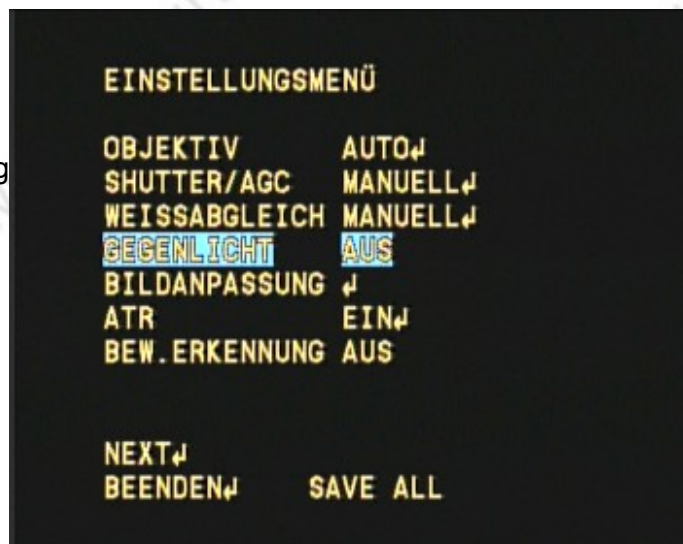 EINSTELLUNGSMENÜ
OBJEKTIV AUTO↲
SHUTTER/AGC MANUELL↲
WEISSABGLEICH MANUELL↲
GEGENLICHT AUS
BILDANPASSUNG ↲
ATR EIN↲
BEW.ERKENNUNG AUS
NEXT↲
BEENDEN↲ SAVE ALL